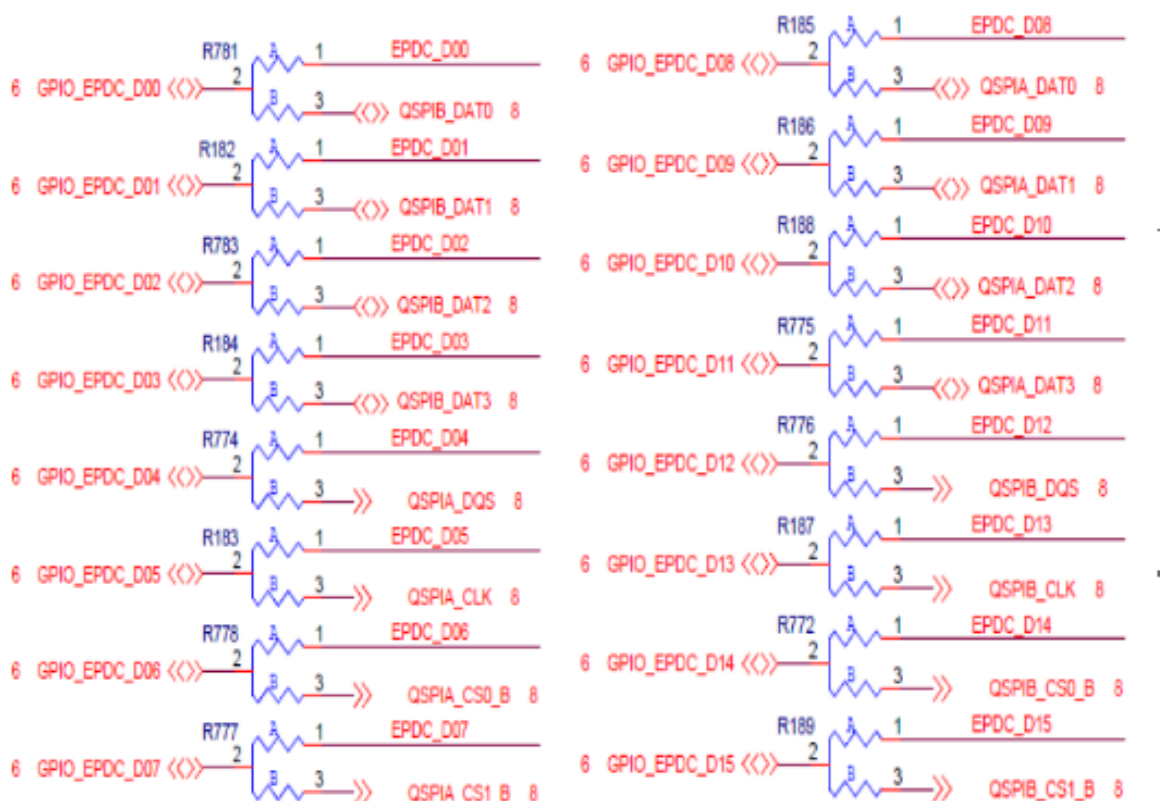 R781 A 1 EPDC_D00
6 GPIO_EPDC_D00 2
B 3 QSPIB_DAT0 8
R182 A 1 EPDC_D01
6 GPIO_EPDC_D01 2
B 3 QSPIB_DAT1 8
R783 A 1 EPDC_D02
6 GPIO_EPDC_D02 2
B 3 QSPIB_DAT2 8
R184 A 1 EPDC_D03
6 GPIO_EPDC_D03 2
B 3 QSPIB_DAT3 8
R774 A 1 EPDC_D04
6 GPIO_EPDC_D04 2
B 3 QSPIA_DQS 8
R183 A 1 EPDC_D05
6 GPIO_EPDC_D05 2
B 3 QSPIA_CLK 8
R778 A 1 EPDC_D06
6 GPIO_EPDC_D06 2
B 3 QSPIA_CS0_B 8
R777 A 1 EPDC_D07
6 GPIO_EPDC_D07 2
B 3 QSPIA_CS1_B 8
R185 A 1 EPDC_D08
6 GPIO_EPDC_D08 2
B 3 QSPIA_DAT0 8
R186 A 1 EPDC_D09
6 GPIO_EPDC_D09 2
B 3 QSPIA_DAT1 8
R188 A 1 EPDC_D10
6 GPIO_EPDC_D10 2
B 3 QSPIA_DAT2 8
R775 A 1 EPDC_D11
6 GPIO_EPDC_D11 2
B 3 QSPIA_DAT3 8
R776 A 1 EPDC_D12
6 GPIO_EPDC_D12 2
B 3 QSPIB_DQS 8
R187 A 1 EPDC_D13
6 GPIO_EPDC_D13 2
B 3 QSPIB_CLK 8
R772 A 1 EPDC_D14
6 GPIO_EPDC_D14 2
B 3 QSPIB_CS0_B 8
R189 A 1 EPDC_D15
6 GPIO_EPDC_D15 2
B 3 QSPIB_CS1_B 8